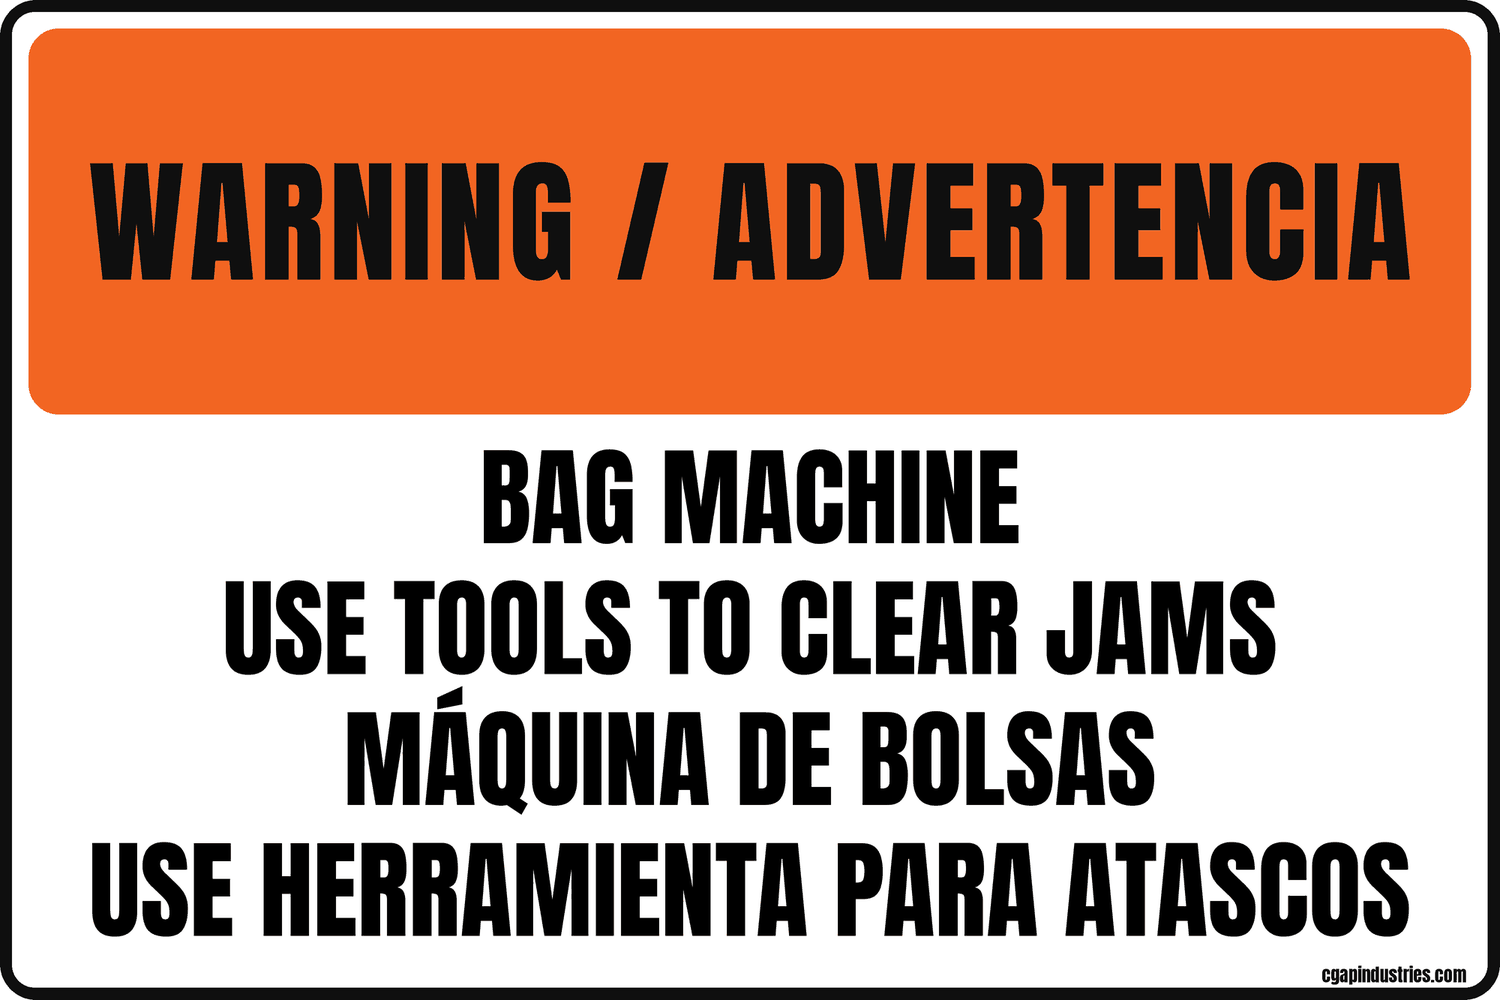 WARNING / ADVERTENCIA
BAG MACHINE
USE TOOLS TO CLEAR JAMS
MÁQUINA DE BOLSAS
USE HERRAMIENTA PARA ATASCOS
cgapindustries.com